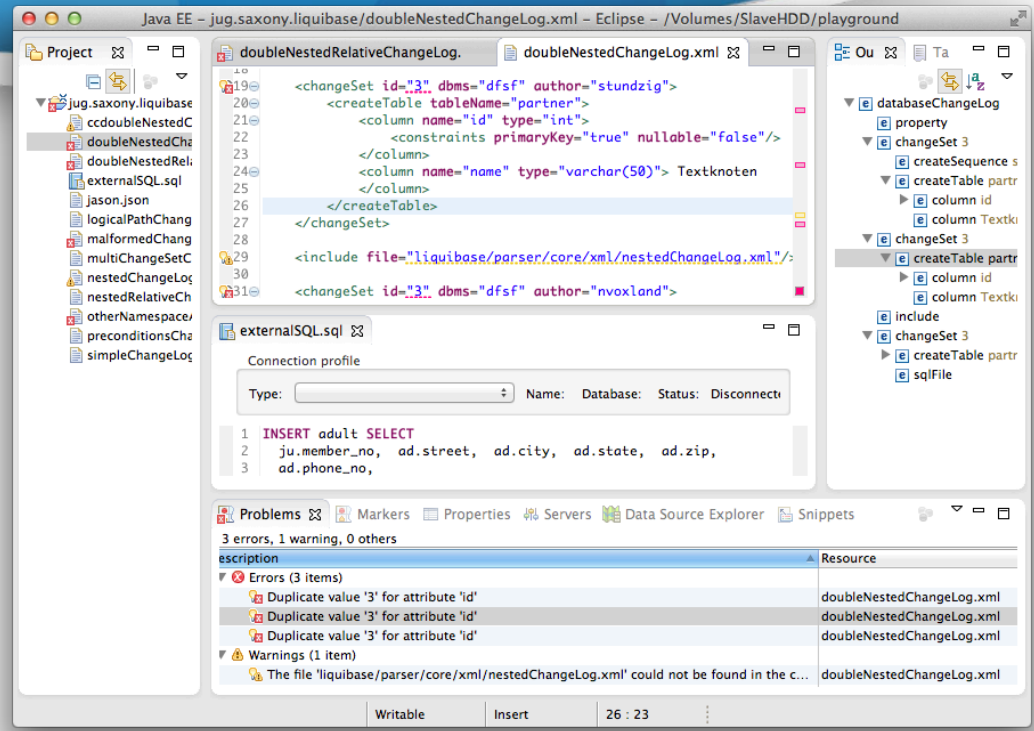 Java EE – jug.saxony.liquibase/doubleNestedChangeLog.xml – Eclipse – /Volumes/SlaveHDD/playground
Project
jug.saxony.liquibase
ccdoubleNestedC
doubleNestedCha
doubleNestedRela
externalSQL.sql
jason.json
logicalPathChang
malformedChang
multiChangeSetC
nestedChangeLog
nestedRelativeCh
otherNamespaceA
preconditionsCha
simpleChangeLog
doubleNestedRelativeChangeLog.
doubleNestedChangeLog.xml
18
19 <changeSet id="3" dbms="dfsf" author="stundzig">
20 <createTable tableName="partner">
21 <column name="id" type="int">
22 <constraints primaryKey="true" nullable="false"/>
23 </column>
24 <column name="name" type="varchar(50)"> Textknoten
25 </column>
26 </createTable>
27 </changeSet>
28
29 <include file="liquibase/parser/core/xml/nestedChangeLog.xml"/>
30
31 <changeSet id="3" dbms="dfsf" author="nvoxland">
externalSQL.sql
Connection profile
Type: Name: Database: Status: Disconnecte
1 INSERT adult SELECT
2 ju.member_no, ad.street, ad.city, ad.state, ad.zip,
3 ad.phone_no,
Ou Ta
databaseChangeLog
property
changeSet 3
createSequence s
createTable partr
column id
column Textk
changeSet 3
createTable partr
column id
column Textk
include
changeSet 3
createTable partr
sqlFile
Problems Markers Properties Servers Data Source Explorer Snippets
3 errors, 1 warning, 0 others
escription Resource
Errors (3 items)
Duplicate value '3' for attribute 'id' doubleNestedChangeLog.xml
Duplicate value '3' for attribute 'id' doubleNestedChangeLog.xml
Duplicate value '3' for attribute 'id' doubleNestedChangeLog.xml
Warnings (1 item)
The file 'liquibase/parser/core/xml/nestedChangeLog.xml' could not be found in the c... doubleNestedChangeLog.xml
Writable Insert 26 : 23